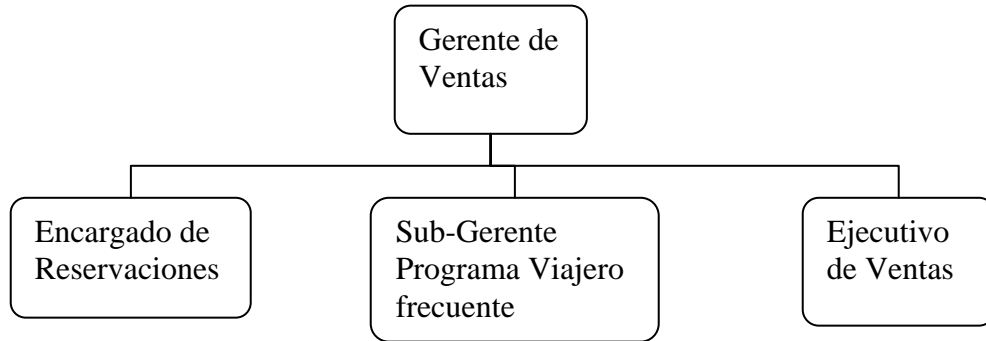 Gerente de
Ventas
Encargado de
Reservaciones
Sub-Gerente
Programa Viajero
frecuente
Ejecutivo
de Ventas